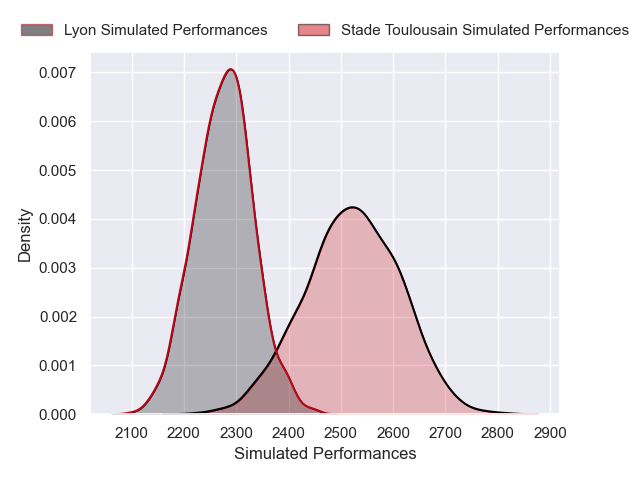 Lyon Simulated Performances
Stade Toulousain Simulated Performances
0.007
0.006
0.005
0.004
0.003
0.002
0.001
0.000
Density
2100 2200 2300 2400 2500 2600 2700 2800 2900
Simulated Performances